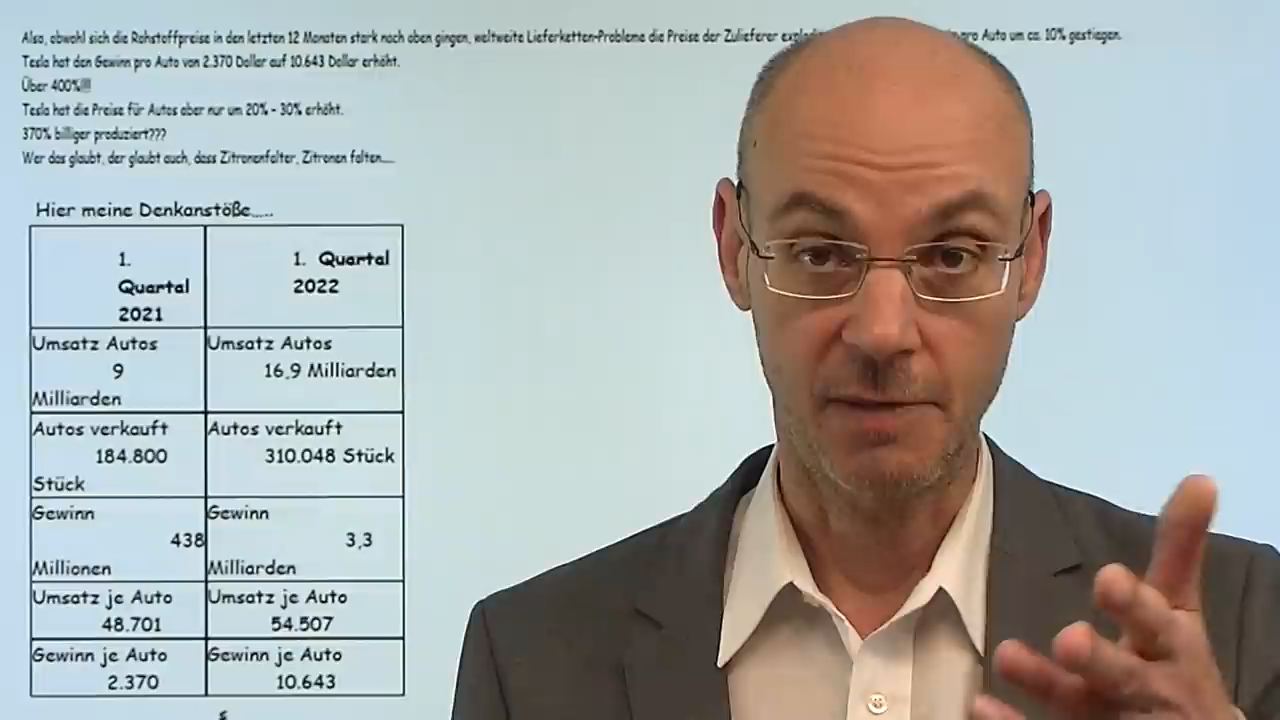 Also, obwohl sich die Rohstoffpreise in den letzten 12 Monaten stark nach oben gingen, weltweite Lieferketten-Probleme die Preise der Zulieferer pro Auto um ca. 10% gestiegen.
Tesla hat den Gewinn pro Auto von 2.370 Dollar auf 10.643 Dollar erhöht.
Über 400%!!!
Tesla hat die Preise für Autos aber nur um 20% - 30% erhöht.
370% billiger produziert???
Wer das glaubt, der glaubt auch, dass Zitronenfalter, Zitronen falten.....
Hier meine Denkanstöße.....
1.
Quartal
2021
1. Quartal
2022
Umsatz Autos
9
Milliarden
Umsatz Autos
16,9 Milliarden
Autos verkauft
184.800
Stück
Autos verkauft
310.048 Stück
Gewinn
438
Millionen
Gewinn
3,3
Milliarden
Umsatz je Auto
48.701
Umsatz je Auto
54.507
Gewinn je Auto
2.370
Gewinn je Auto
10.643